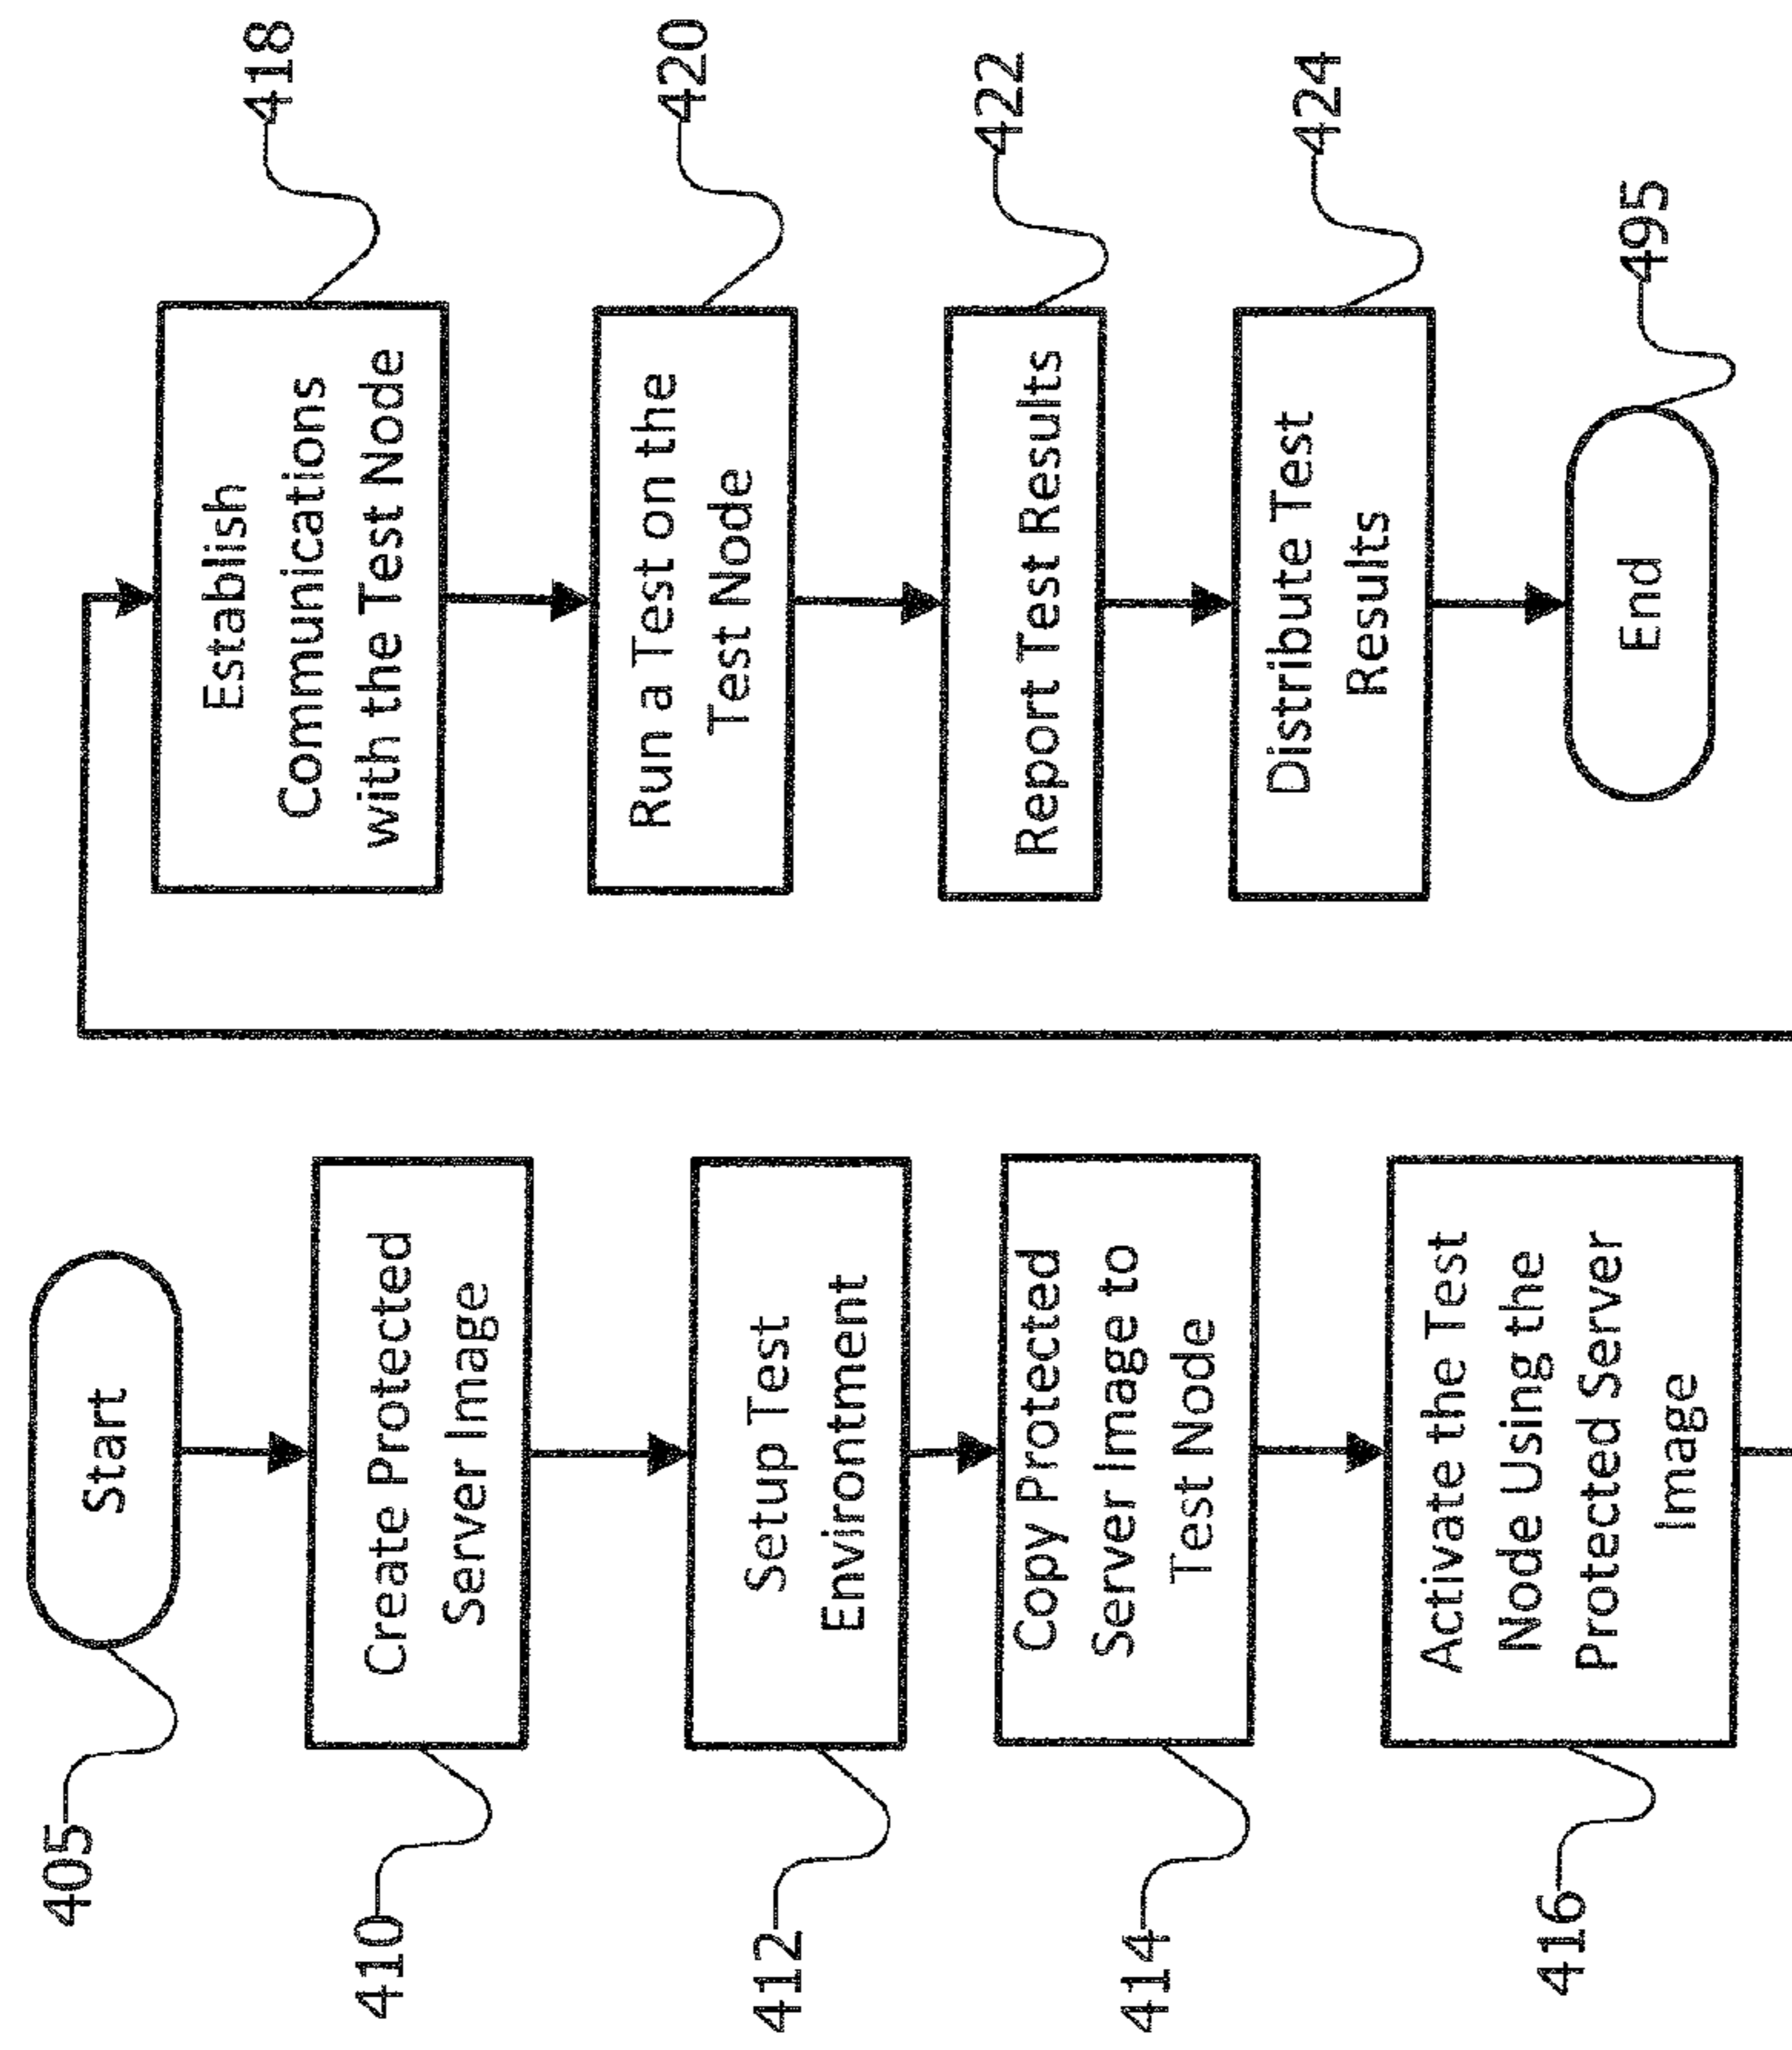 405
Start
410
Create Protected
Server Image
412
Setup Test
Environtment
414
Copy Protected
Server Image to
Test Node
416
Activate the Test
Node Using the
Protected Server
Image
418
Establish
Communications
with the Test Node
420
Run a Test on the
Test Node
422
Report Test Results
424
Distribute Test
Results
495
End